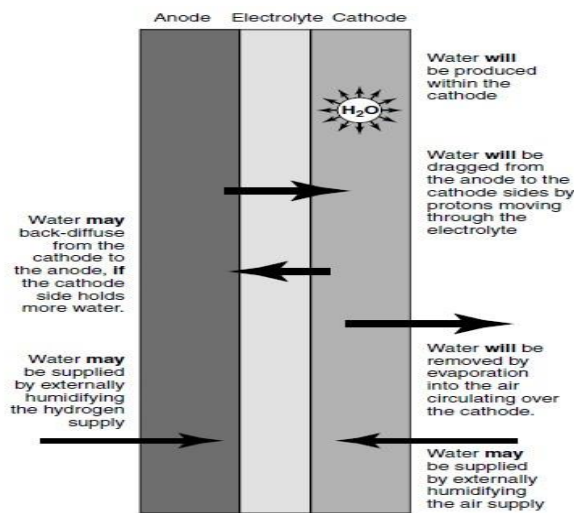 Anode Electrolyte Cathode
Water will
be produced
within the
cathode
H2O
Water will be
dragged from
the anode to the
cathode sides by
protons moving
through the
electrolyte
Water may
back-diffuse
from the
cathode to
the anode, if
the cathode
side holds
more water.
Water will be
removed by
evaporation
into the air
circulating over
the cathode.
Water may
be supplied
by externally
humidifying
the hydrogen
supply
Water may
be supplied
by externally
humidifying
the air supply